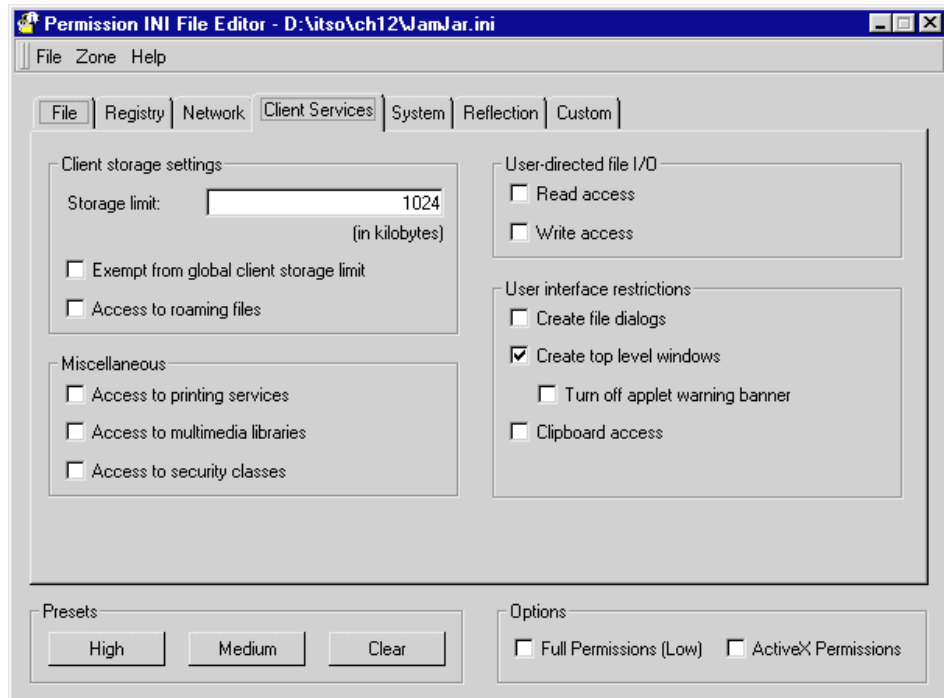 Permission INI File Editor - D:\itso\ch12\JamJar.ini
File Zone Help
File Registry Network Client Services System Reflection Custom
Client storage settings
Storage limit: 1024
(in kilobytes)
Exempt from global client storage limit
Access to roaming files
Miscellaneous
Access to printing services
Access to multimedia libraries
Access to security classes
User-directed file I/O
Read access
Write access
User interface restrictions
Create file dialogs
Create top level windows
Turn off applet warning banner
Clipboard access
Presets
High Medium Clear
Options
Full Permissions (Low) ActiveX Permissions